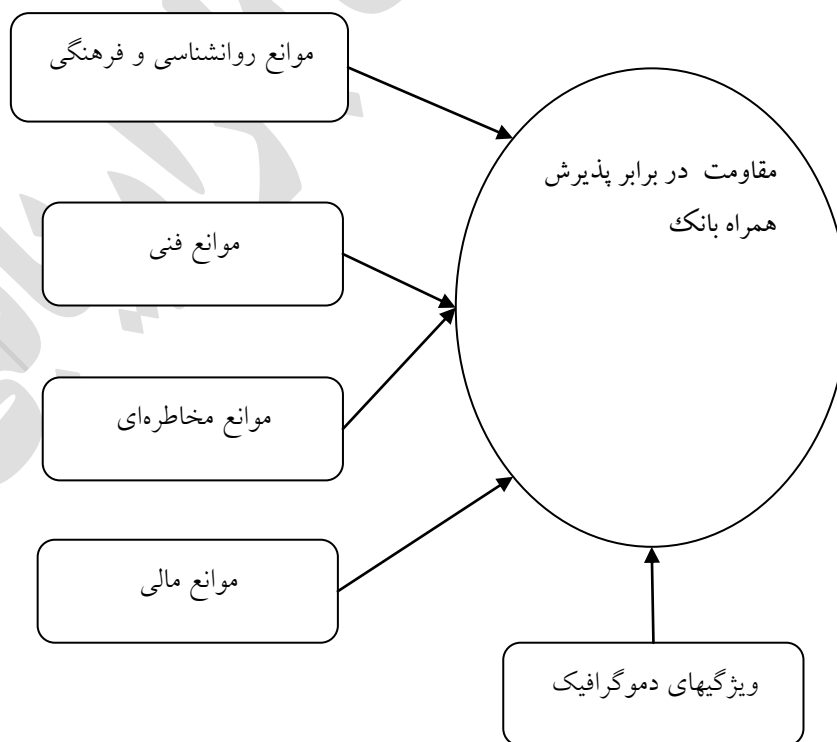 موانع روانشناسی و فرهنگی
مقاومت در برابر پذیرش
همراه بانک
موانع فنی
موانع مخاطره‌ای
موانع مالی
ویژگیهای دموگرافیک